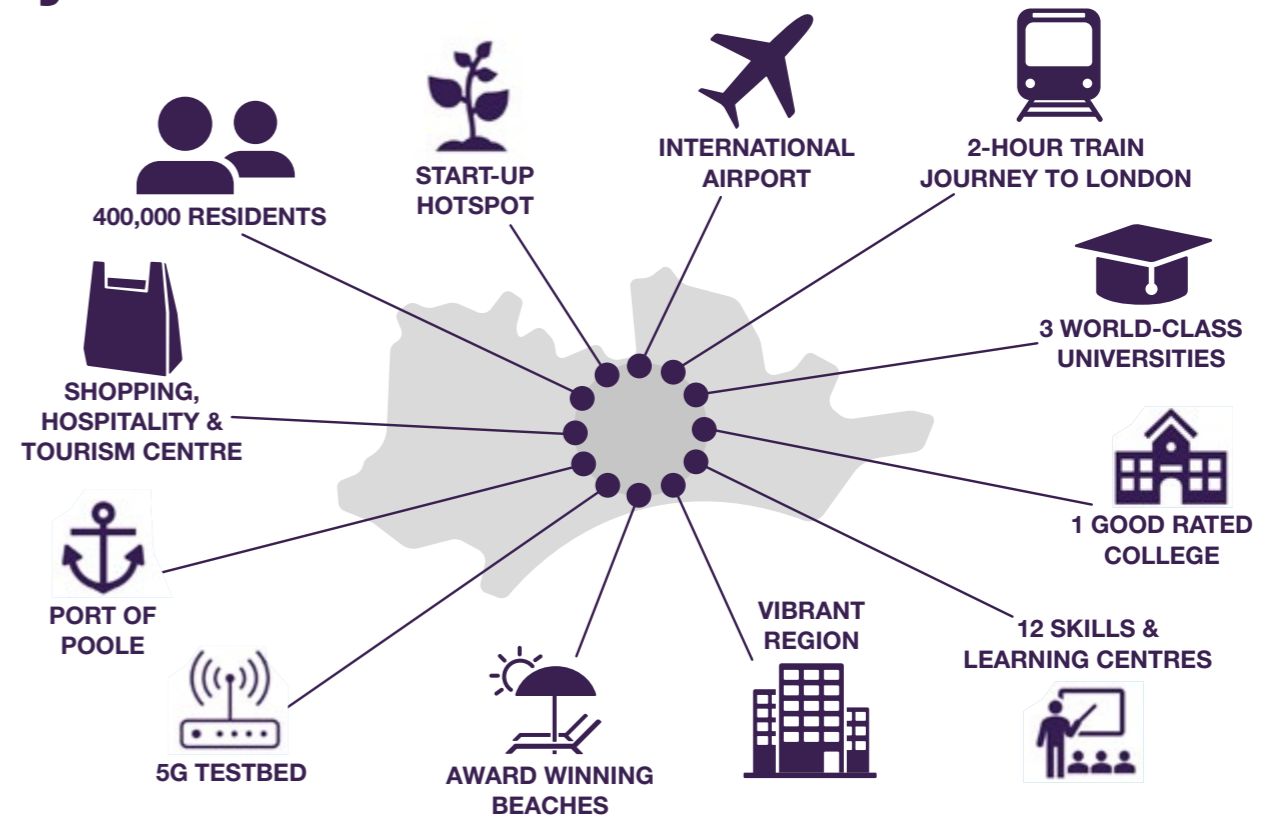 INTERNATIONAL
AIRPORT
2-HOUR TRAIN
JOURNEY TO LONDON
START-UP
HOTSPOT
400,000 RESIDENTS
3 WORLD-CLASS
UNIVERSITIES
SHOPPING,
HOSPITALITY &
TOURISM CENTRE
1 GOOD RATED
COLLEGE
PORT OF
POOLE
VIBRANT
REGION
12 SKILLS &
LEARNING CENTRES
5G TESTBED
AWARD WINNING
BEACHES